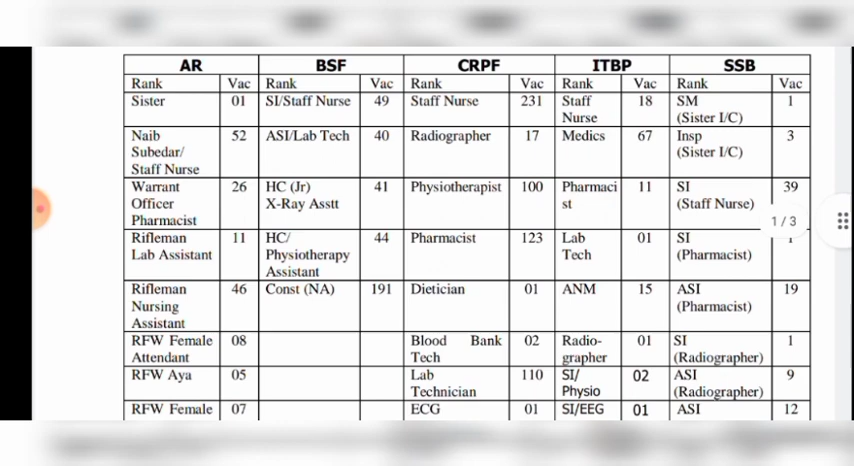 AR BSF CRPF ITBP SSB
Rank Vac Rank Vac Rank Vac Rank Vac Rank Vac
Sister 01 SI/Staff Nurse 49 Staff Nurse 231 Staff 18 SM 1
Nurse (Sister I/C)
Naib 52 ASI/Lab Tech 40 Radiographer 17 Medics 67 Insp 3
Subedar/ (Sister I/C)
Staff Nurse
Warrant 26 HC (Jr) 41 Physiotherapist 100 Pharmaci 11 SI 39
Officer X-Ray Asstt st (Staff Nurse)
Pharmacist
1 / 3
Rifleman 11 HC/ 44 Pharmacist 123 Lab 01 SI
Lab Assistant Physiotherapy Tech (Pharmacist)
Assistant
Rifleman 46 Const (NA) 191 Dietician 01 ANM 15 ASI 19
Nursing (Pharmacist)
Assistant
RFW Female 08 Blood Bank 02 Radio- 01 SI 1
Attendant Tech grapher (Radiographer)
RFW Aya 05 Lab 110 SI/ 02 ASI 9
Technician Physio (Radiographer)
RFW Female 07 ECG 01 SI/EEG 01 ASI 12